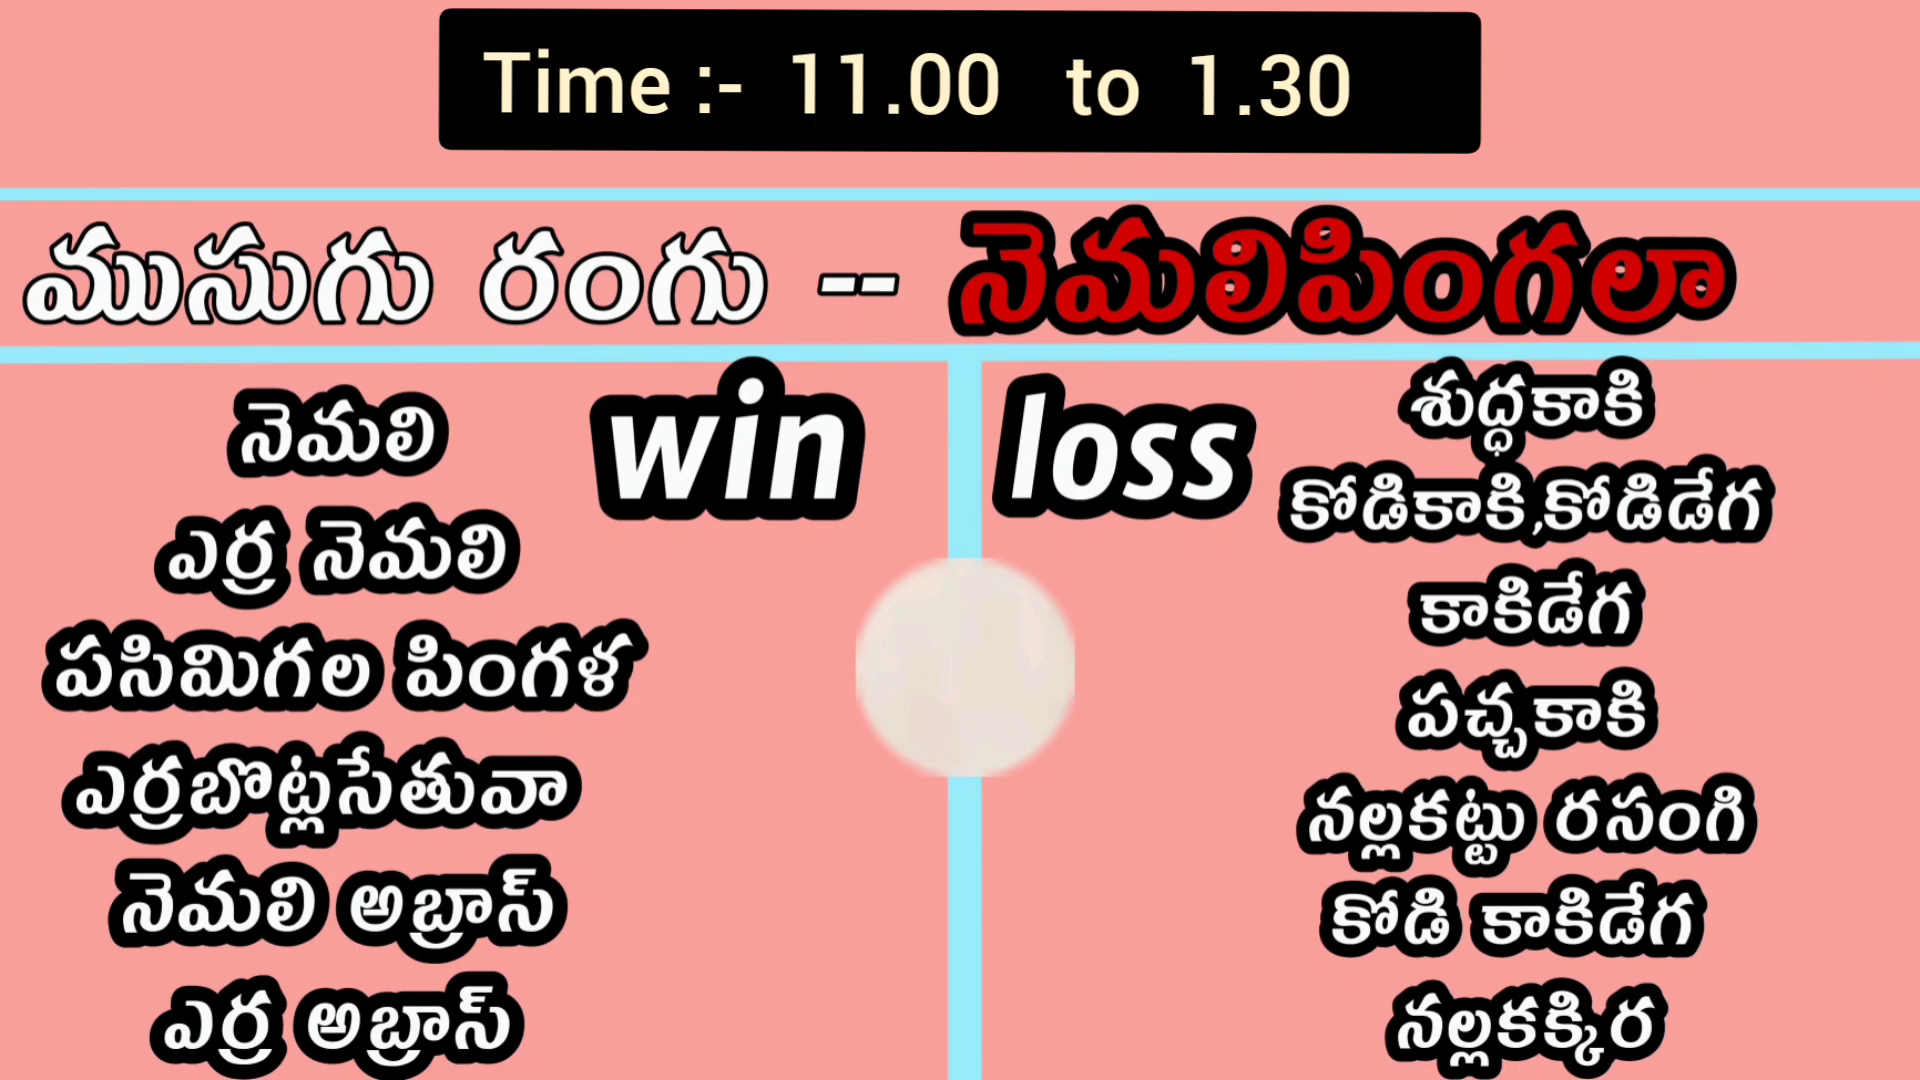 Time :- 11.00 to 1.30
ముసుగు రంగు -- నెమలిపింగలా
win
నెమలి
ఎర్ర నెమలి
పసిమిగల పింగళ
ఎర్రబొట్లసేతువా
నెమలి అబ్రాస్
ఎర్ర అబ్రాస్
loss
శుద్ధకాకి
కోడికాకి,కోడిడేగ
కాకిడేగ
పచ్చకాకి
నల్లకట్టు రసంగి
కోడి కాకిడేగ
నల్లకక్కిర